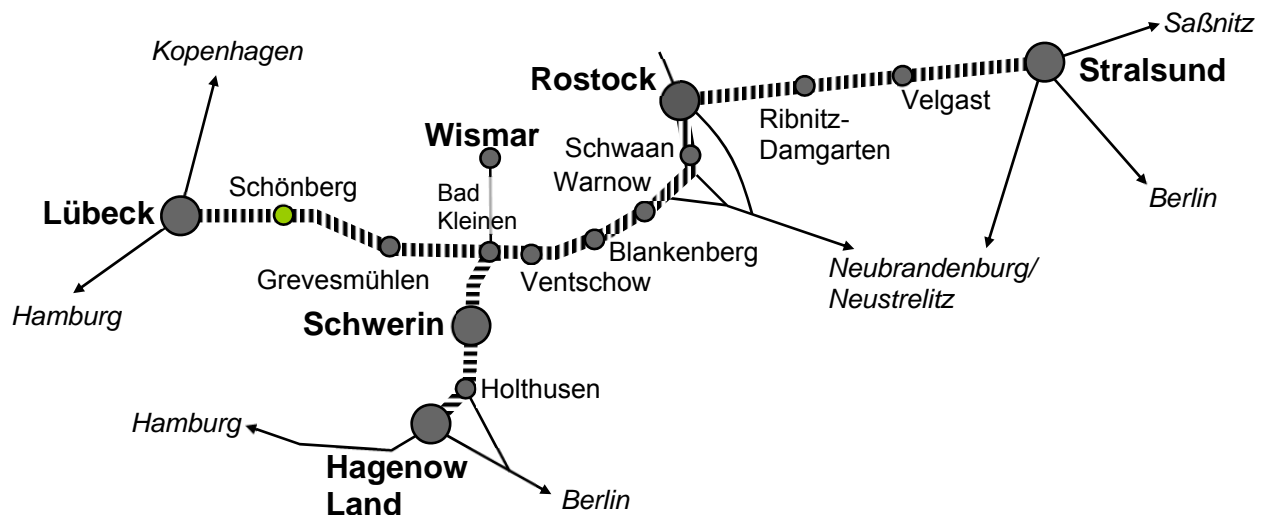 Saßnitz
Kopenhagen
Rostock
Stralsund
Velgast
Ribnitz-
Damgarten
Wismar
Schwaan
Warnow
Schönberg
Bad
Kleinen
Lübeck
Berlin
Blankenberg
Grevesmühlen
Ventschow
Neubrandenburg/
Neustrelitz
Hamburg
Schwerin
Holthusen
Hamburg
Hagenow
Land
Berlin